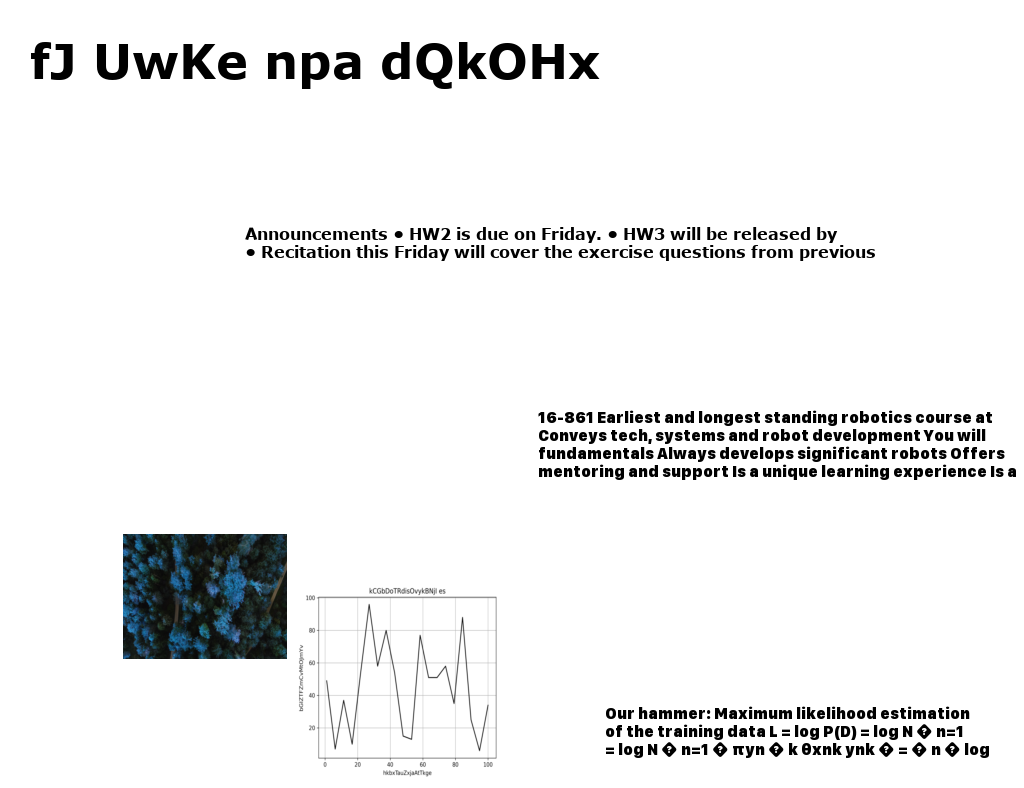 fJ UwKe npa dQkOHx
Announcements ● HW2 is due on Friday. ● HW3 will be released by
● Recitation this Friday will cover the exercise questions from previous
16-861 Earliest and longest standing robotics course at
Conveys tech, systems and robot development You will
fundamentals Always develops significant robots Offers
mentoring and support Is a unique learning experience Is a
100
80
60
40
20
0 20 40 60 80 100
Our hammer: Maximum likelihood estimation
of the training data L = log P(D) = log N � n=1
= log N � n=1 � πyn � k θxnk ynk � = � n � log